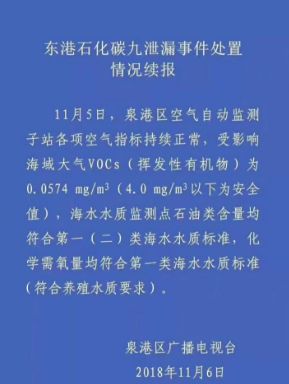 东港石化碳九泄漏事件处置
情况续报
11月5日，泉港区空气自动监测
子站各项空气指标持续正常，受影响
海域大气VOCs（挥发性有机物）为
0.0574 mg/m³（4.0 mg/m³以下为安全
值），海水水质监测点石油类含量均
符合第一（二）类海水水质标准，化
学需氧量均符合第一类海水水质标准
（符合养殖水质要求）。
泉港区广播电视台
2018年11月6日